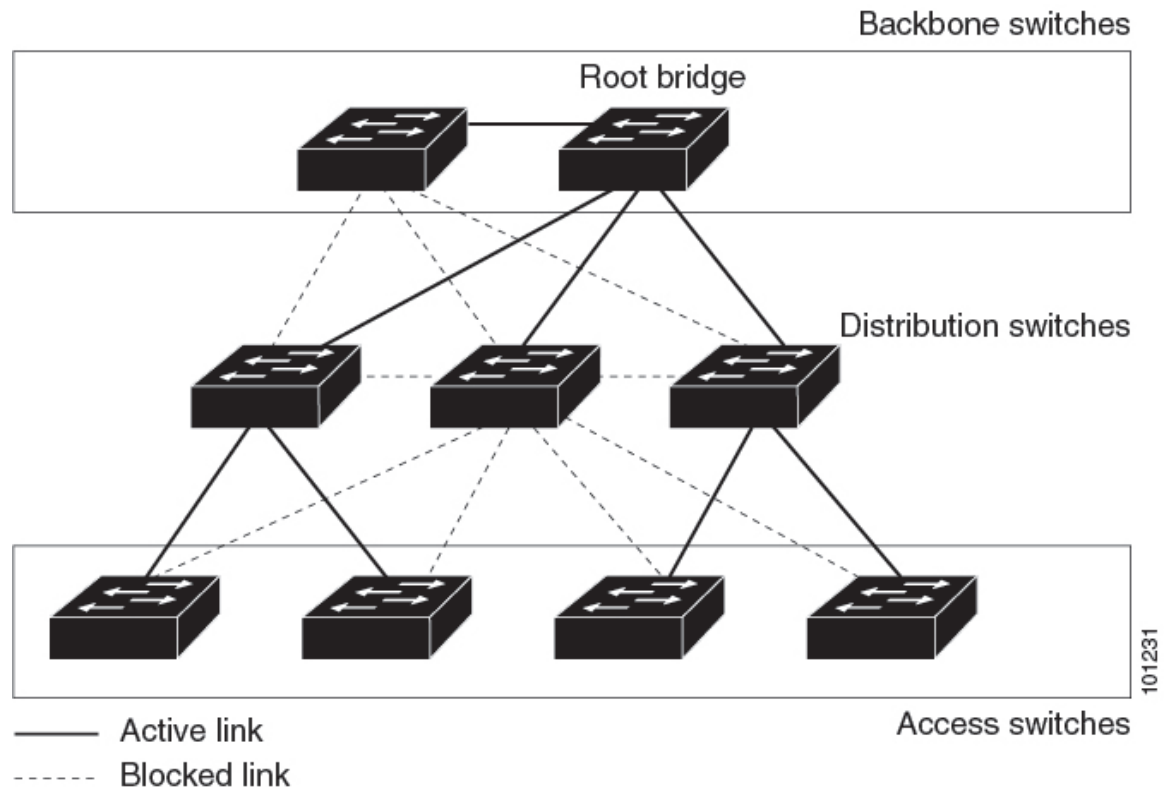 Backbone switches
Root bridge
Distribution switches
101231
Access switches
Active link
Blocked link